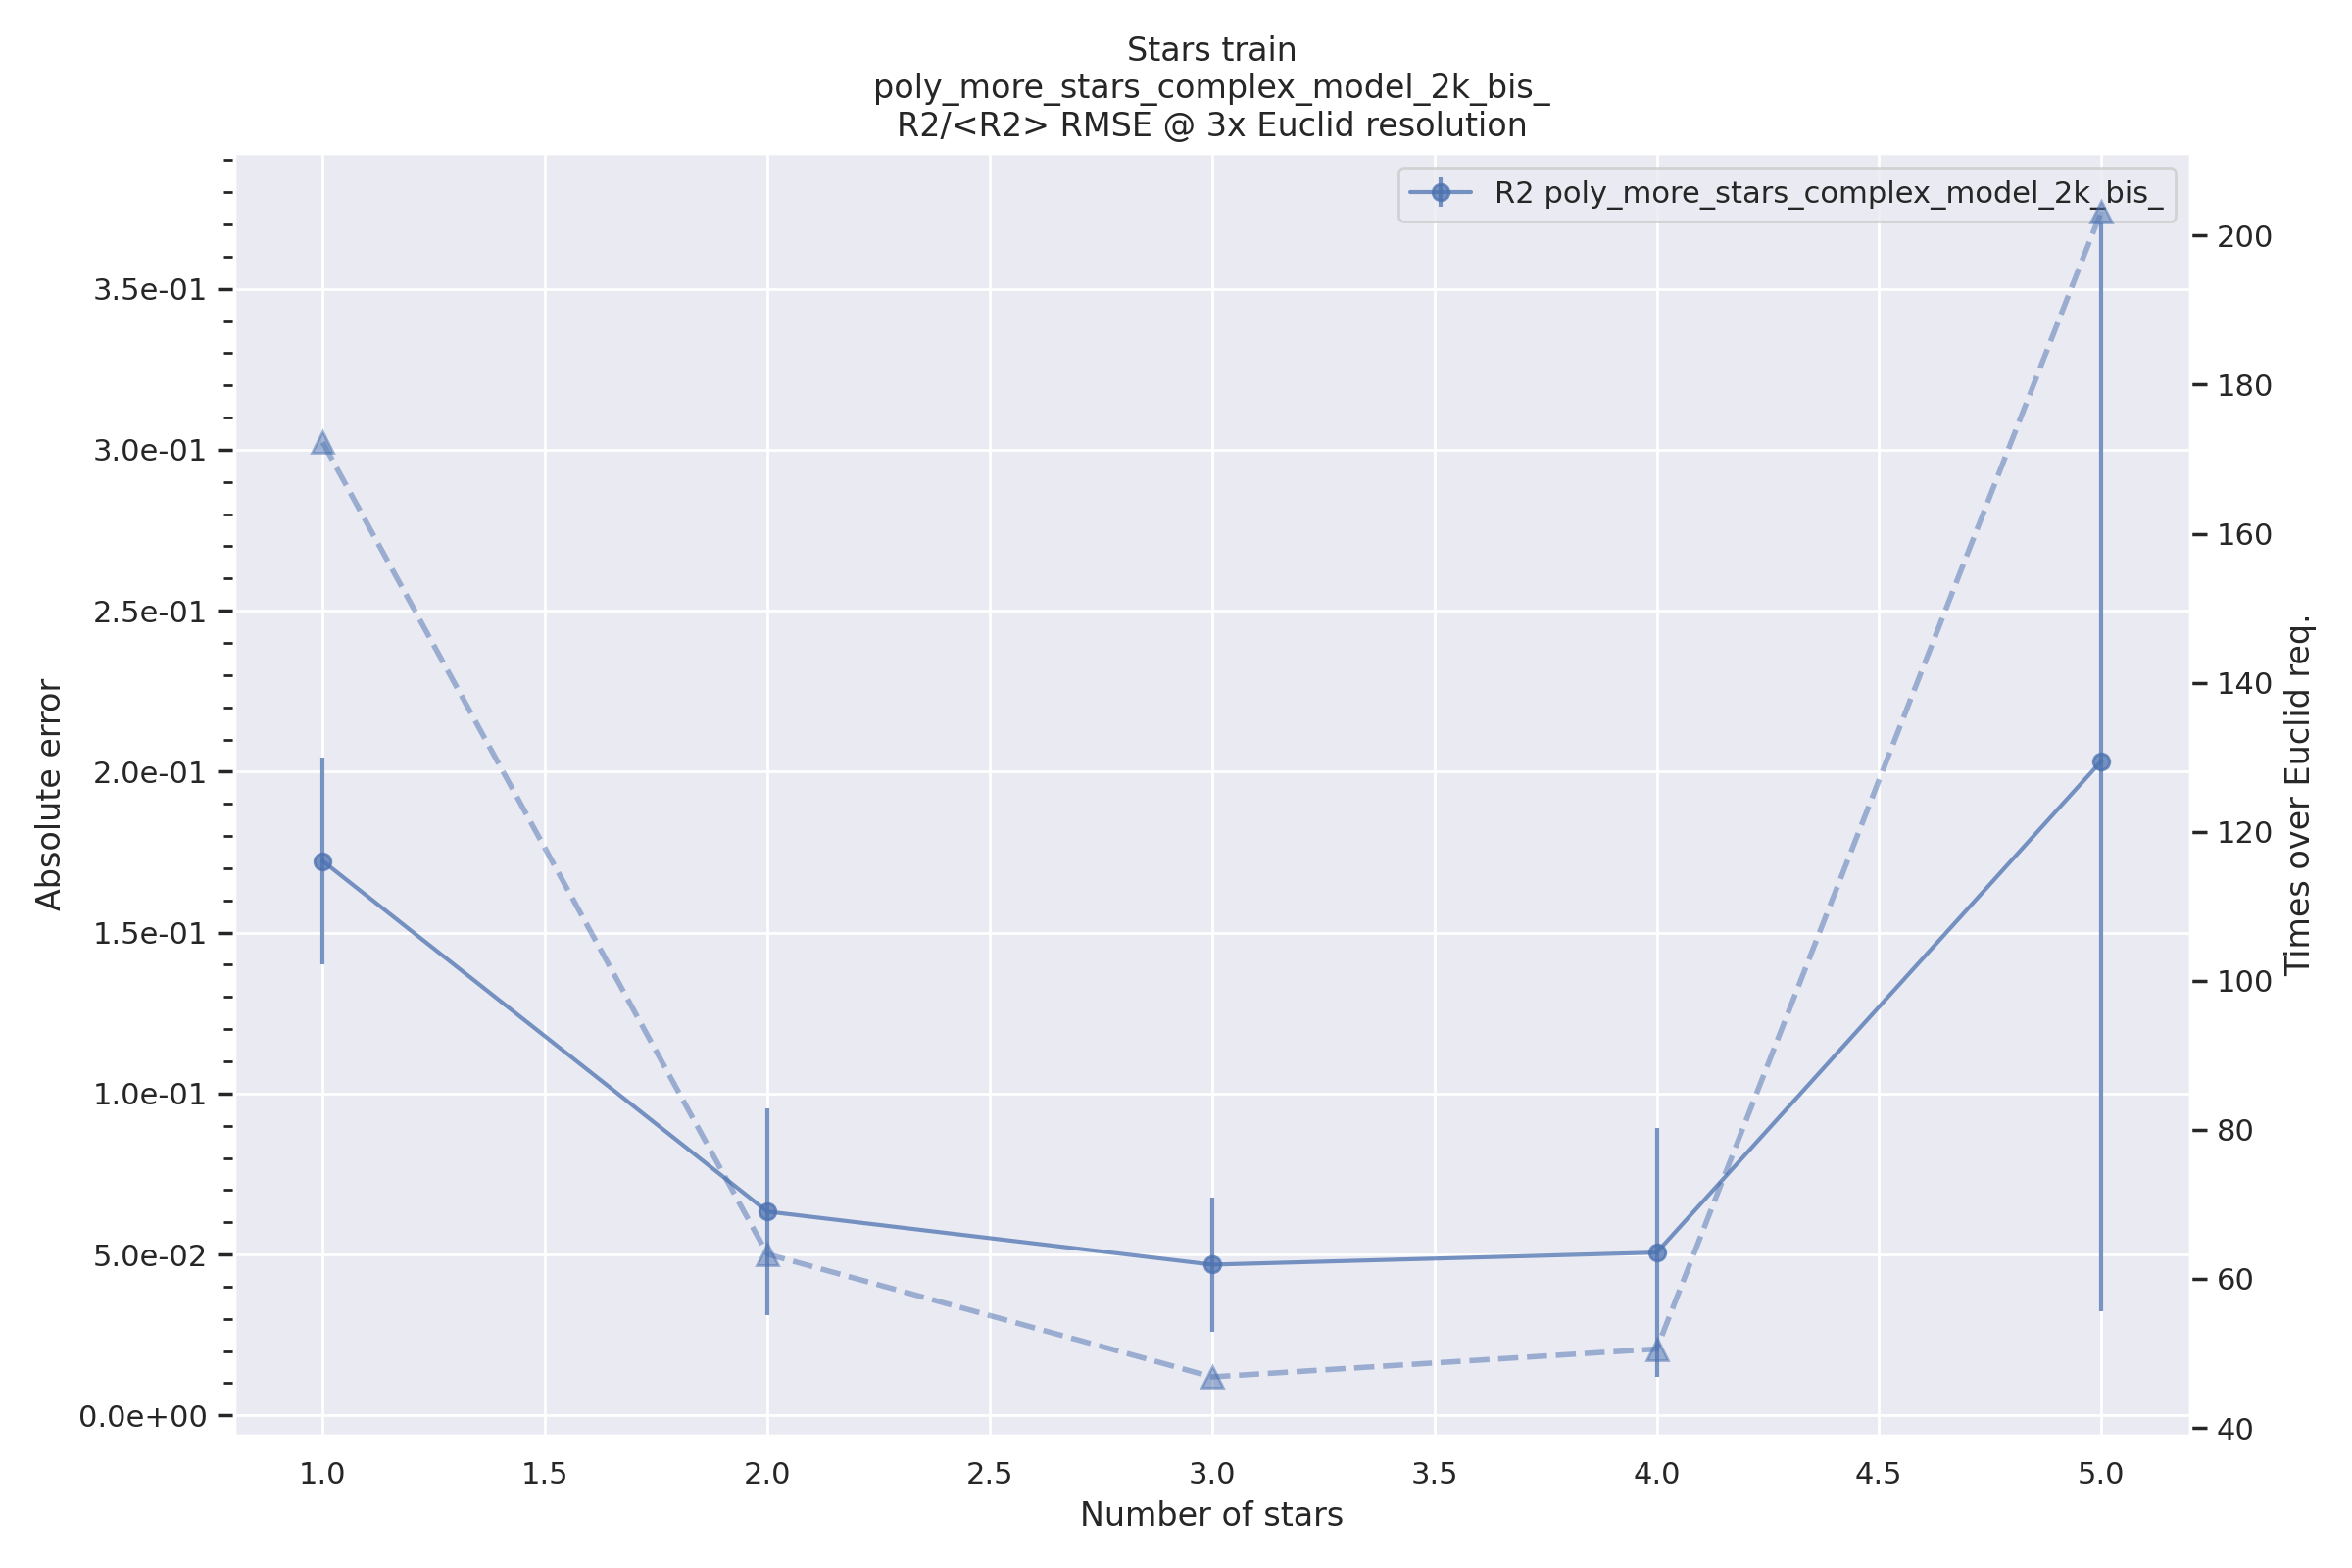 Stars train
poly_more_stars_complex_model_2k_bis_
R2/<R2> RMSE @ 3x Euclid resolution
R2 poly_more_stars_complex_model_2k_bis_
Absolute error
3.5e-01
3.0e-01
2.5e-01
2.0e-01
1.5e-01
1.0e-01
5.0e-02
0.0e+00
200
180
160
140
120
100
80
60
40
Times over Euclid req.
1.0 1.5 2.0 2.5 3.0 3.5 4.0 4.5 5.0
Number of stars